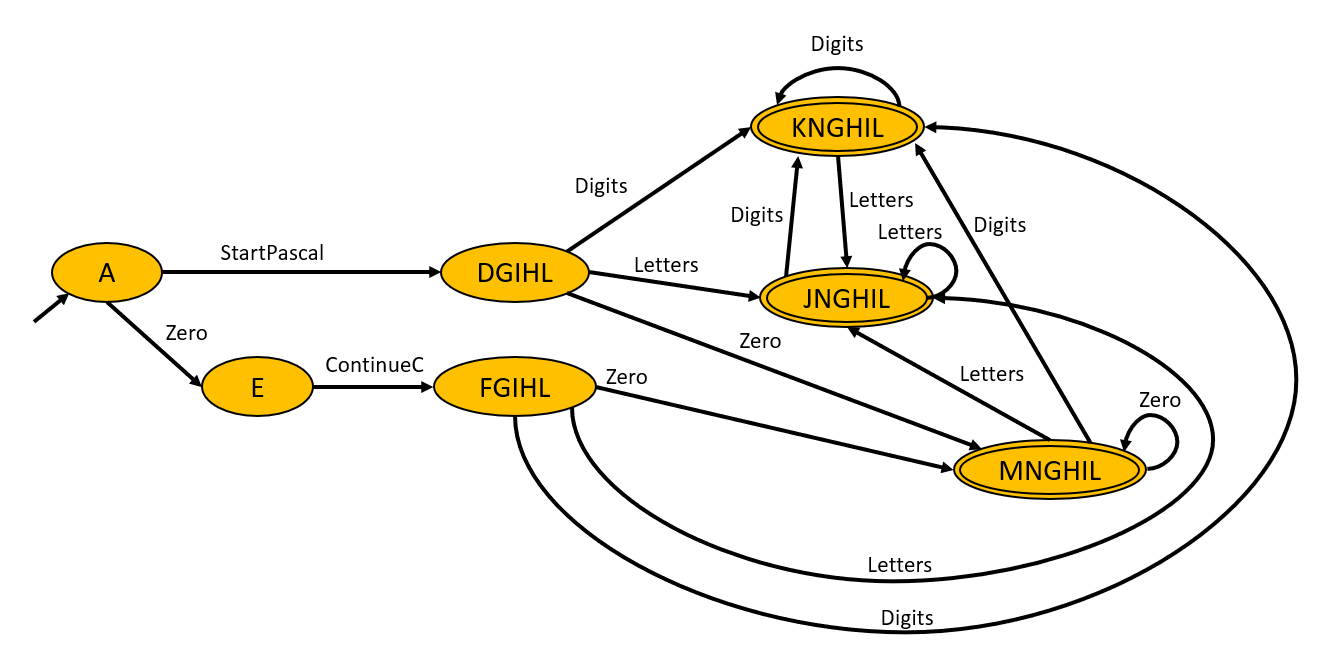 Digits
KNGHIL
Digits
Letters
Digits
Letters
Digits
StartPascal
Letters
A
DGIHL
JNGHIL
Zero
Zero
ContinueC
Zero
Letters
E
FGIHL
Zero
MNGHIL
Letters
Digits